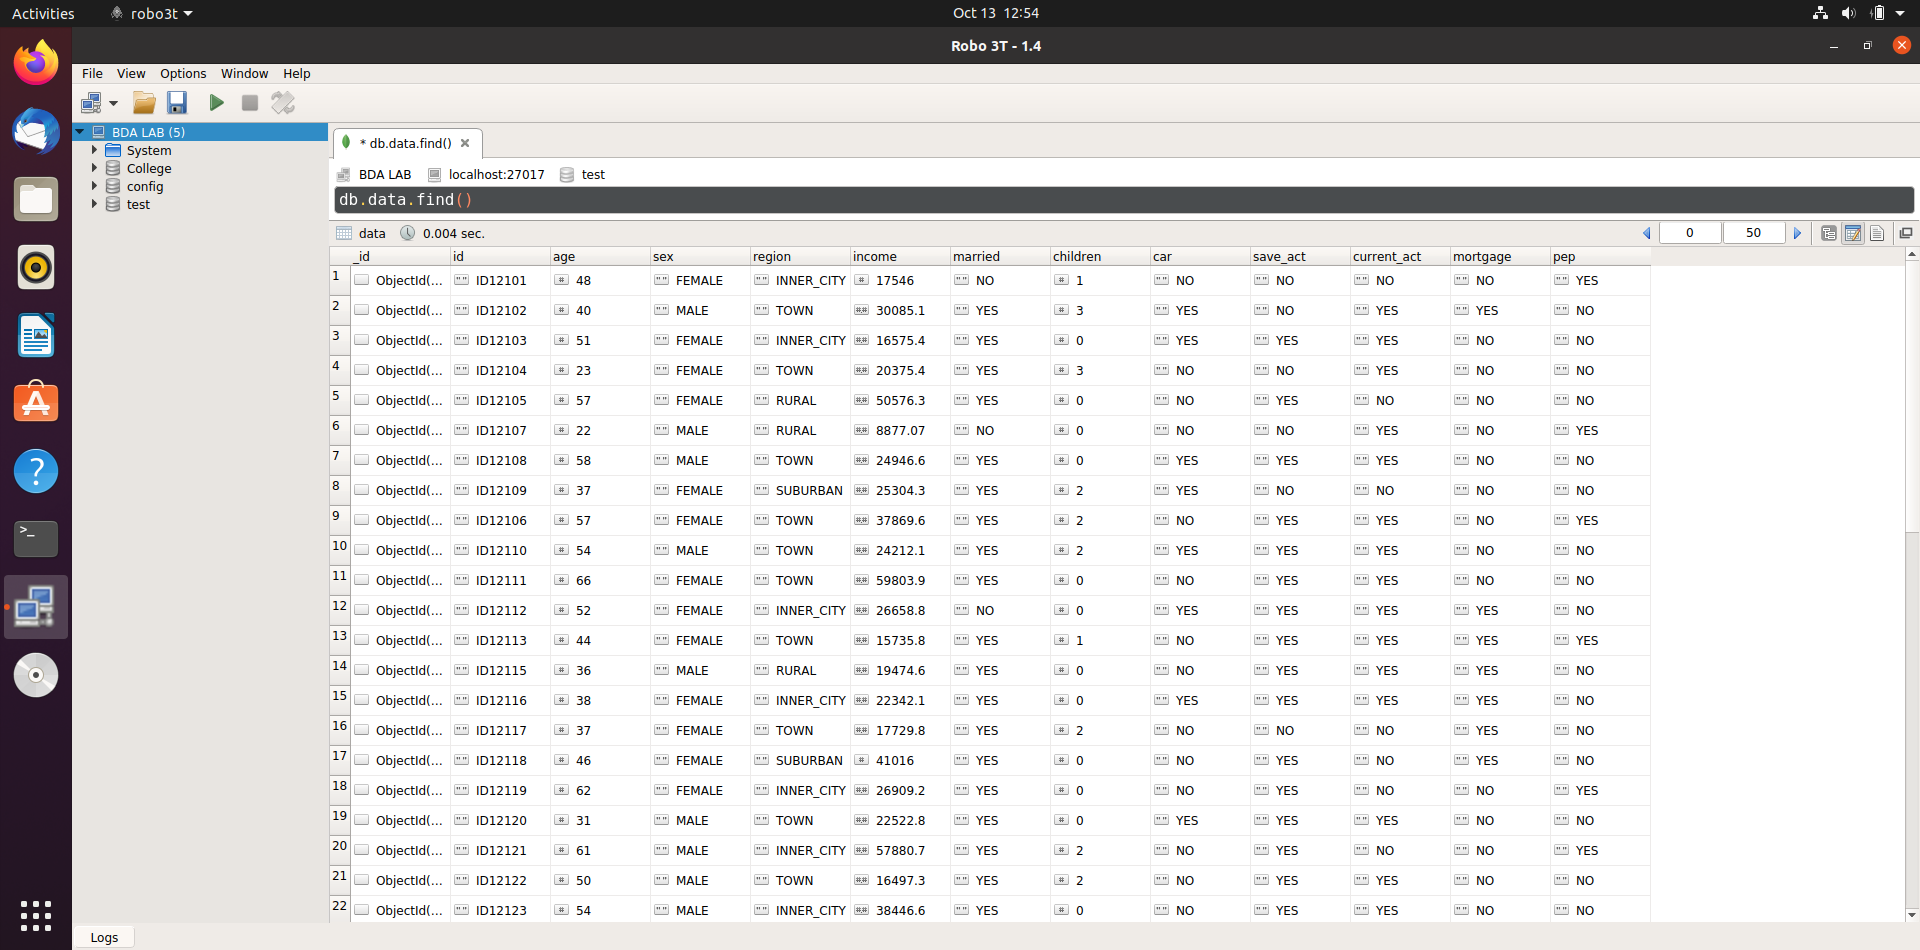 Activities robo3t Oct 13 12:54
Robo 3T - 1.4
File View Options Window Help
BDA LAB (5)
System
College
config
test
* db.data.find()
BDA LAB localhost:27017 test
db.data.find()
data 0.004 sec. 0 50
_id id age sex region income married children car save_act current_act mortgage pep
1 ObjectId(... ID12101 48 FEMALE INNER_CITY 17546 NO 1 NO NO NO NO YES
2 ObjectId(... ID12102 40 MALE TOWN 30085.1 YES 3 YES NO YES YES NO
3 ObjectId(... ID12103 51 FEMALE INNER_CITY 16575.4 YES 0 YES YES YES NO NO
4 ObjectId(... ID12104 23 FEMALE TOWN 20375.4 YES 3 NO NO YES NO NO
5 ObjectId(... ID12105 57 FEMALE RURAL 50576.3 YES 0 NO YES NO NO NO
6 ObjectId(... ID12107 22 MALE RURAL 8877.07 NO 0 NO NO YES NO YES
7 ObjectId(... ID12108 58 MALE TOWN 24946.6 YES 0 YES YES YES NO NO
8 ObjectId(... ID12109 37 FEMALE SUBURBAN 25304.3 YES 2 YES NO NO NO NO
9 ObjectId(... ID12106 57 FEMALE TOWN 37869.6 YES 2 NO YES YES NO YES
10 ObjectId(... ID12110 54 MALE TOWN 24212.1 YES 2 YES YES YES NO NO
11 ObjectId(... ID12111 66 FEMALE TOWN 59803.9 YES 0 NO YES YES NO NO
12 ObjectId(... ID12112 52 FEMALE INNER_CITY 26658.8 NO 0 YES YES YES YES NO
13 ObjectId(... ID12113 44 FEMALE TOWN 15735.8 YES 1 NO YES YES YES YES
14 ObjectId(... ID12115 36 MALE RURAL 19474.6 YES 0 NO YES YES YES NO
15 ObjectId(... ID12116 38 FEMALE INNER_CITY 22342.1 YES 0 YES YES YES YES NO
16 ObjectId(... ID12117 37 FEMALE TOWN 17729.8 YES 2 NO NO NO YES NO
17 ObjectId(... ID12118 46 FEMALE SUBURBAN 41016 YES 0 NO YES NO YES NO
18 ObjectId(... ID12119 62 FEMALE INNER_CITY 26909.2 YES 0 NO YES NO NO YES
19 ObjectId(... ID12120 31 MALE TOWN 22522.8 YES 0 YES YES YES NO NO
20 ObjectId(... ID12121 61 MALE INNER_CITY 57880.7 YES 2 NO YES NO NO YES
21 ObjectId(... ID12122 50 MALE TOWN 16497.3 YES 2 NO YES YES NO NO
22 ObjectId(... ID12123 54 MALE INNER_CITY 38446.6 YES 0 NO YES YES NO NO
Logs